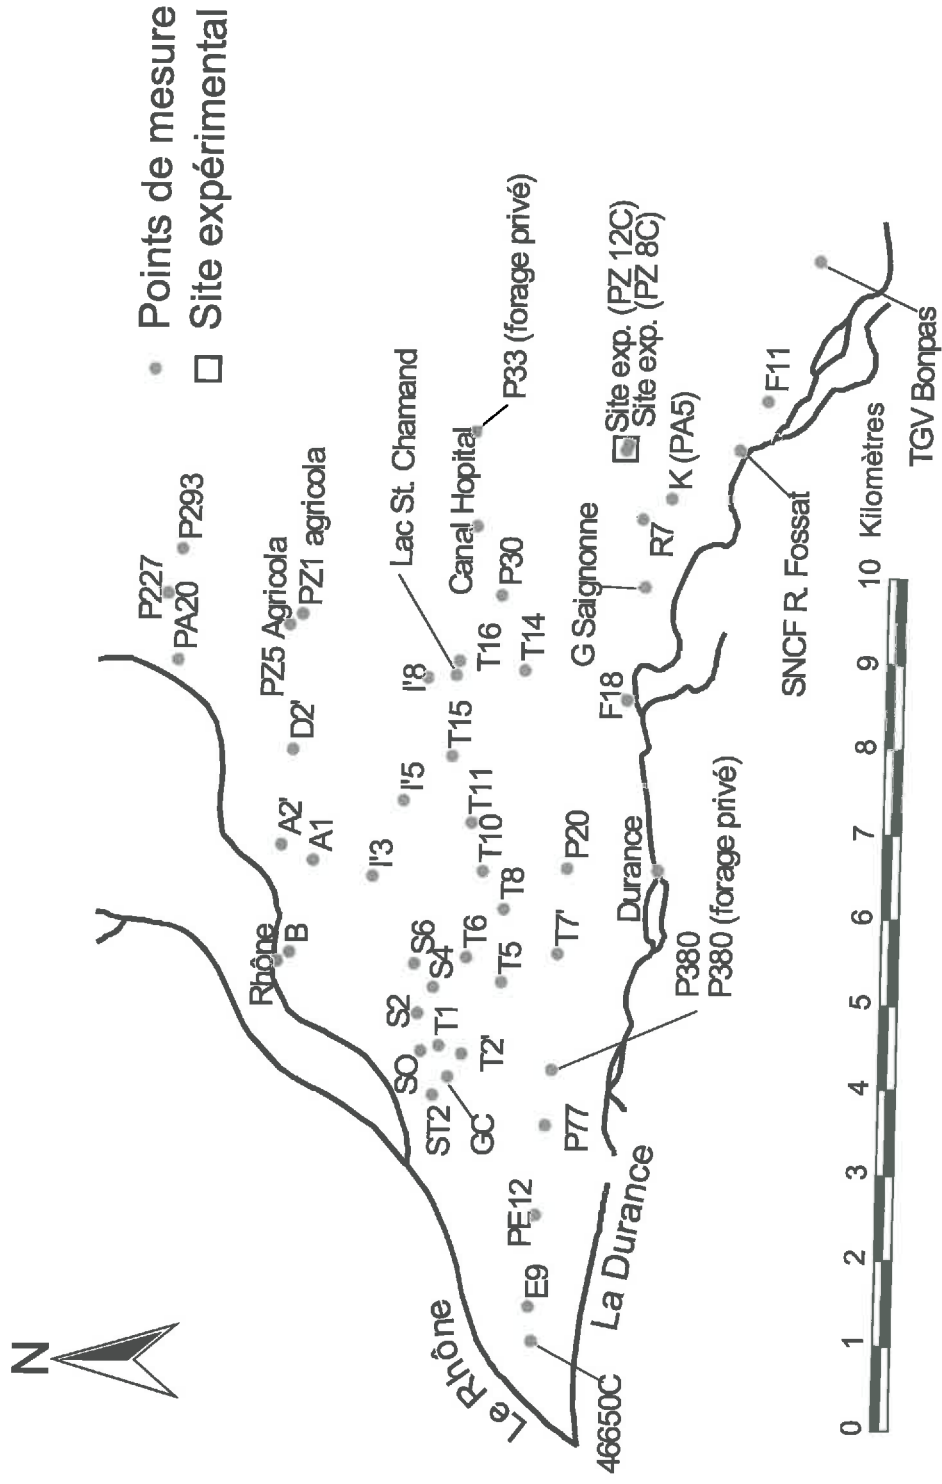 N
Points de mesure
Site expérimental
P227
P293
PA20
PZ5 Agricola
PZ1 agricola
D2'
A2'
A1
Rhône
B
I'3
I'5
I'8
Lac St. Chamand
Canal Hopital
P33 (forage privé)
SO
S2
S6
S4
ST2
T1
GC
T2'
T6
T5
T8
T10
T11
T15
T16
P30
T14
T7'
P20
G Saignonne
Site exp. (PZ 12C)
Site exp. (PZ 8C)
R7
K (PA5)
F18
F11
Le Rhône
46650C
E9
PE12
P77
P380
P380 (forage privé)
Durance
La Durance
SNCF R. Fossat
TGV Bonpas
0 1 2 3 4 5 6 7 8 9 10 Kilomètres